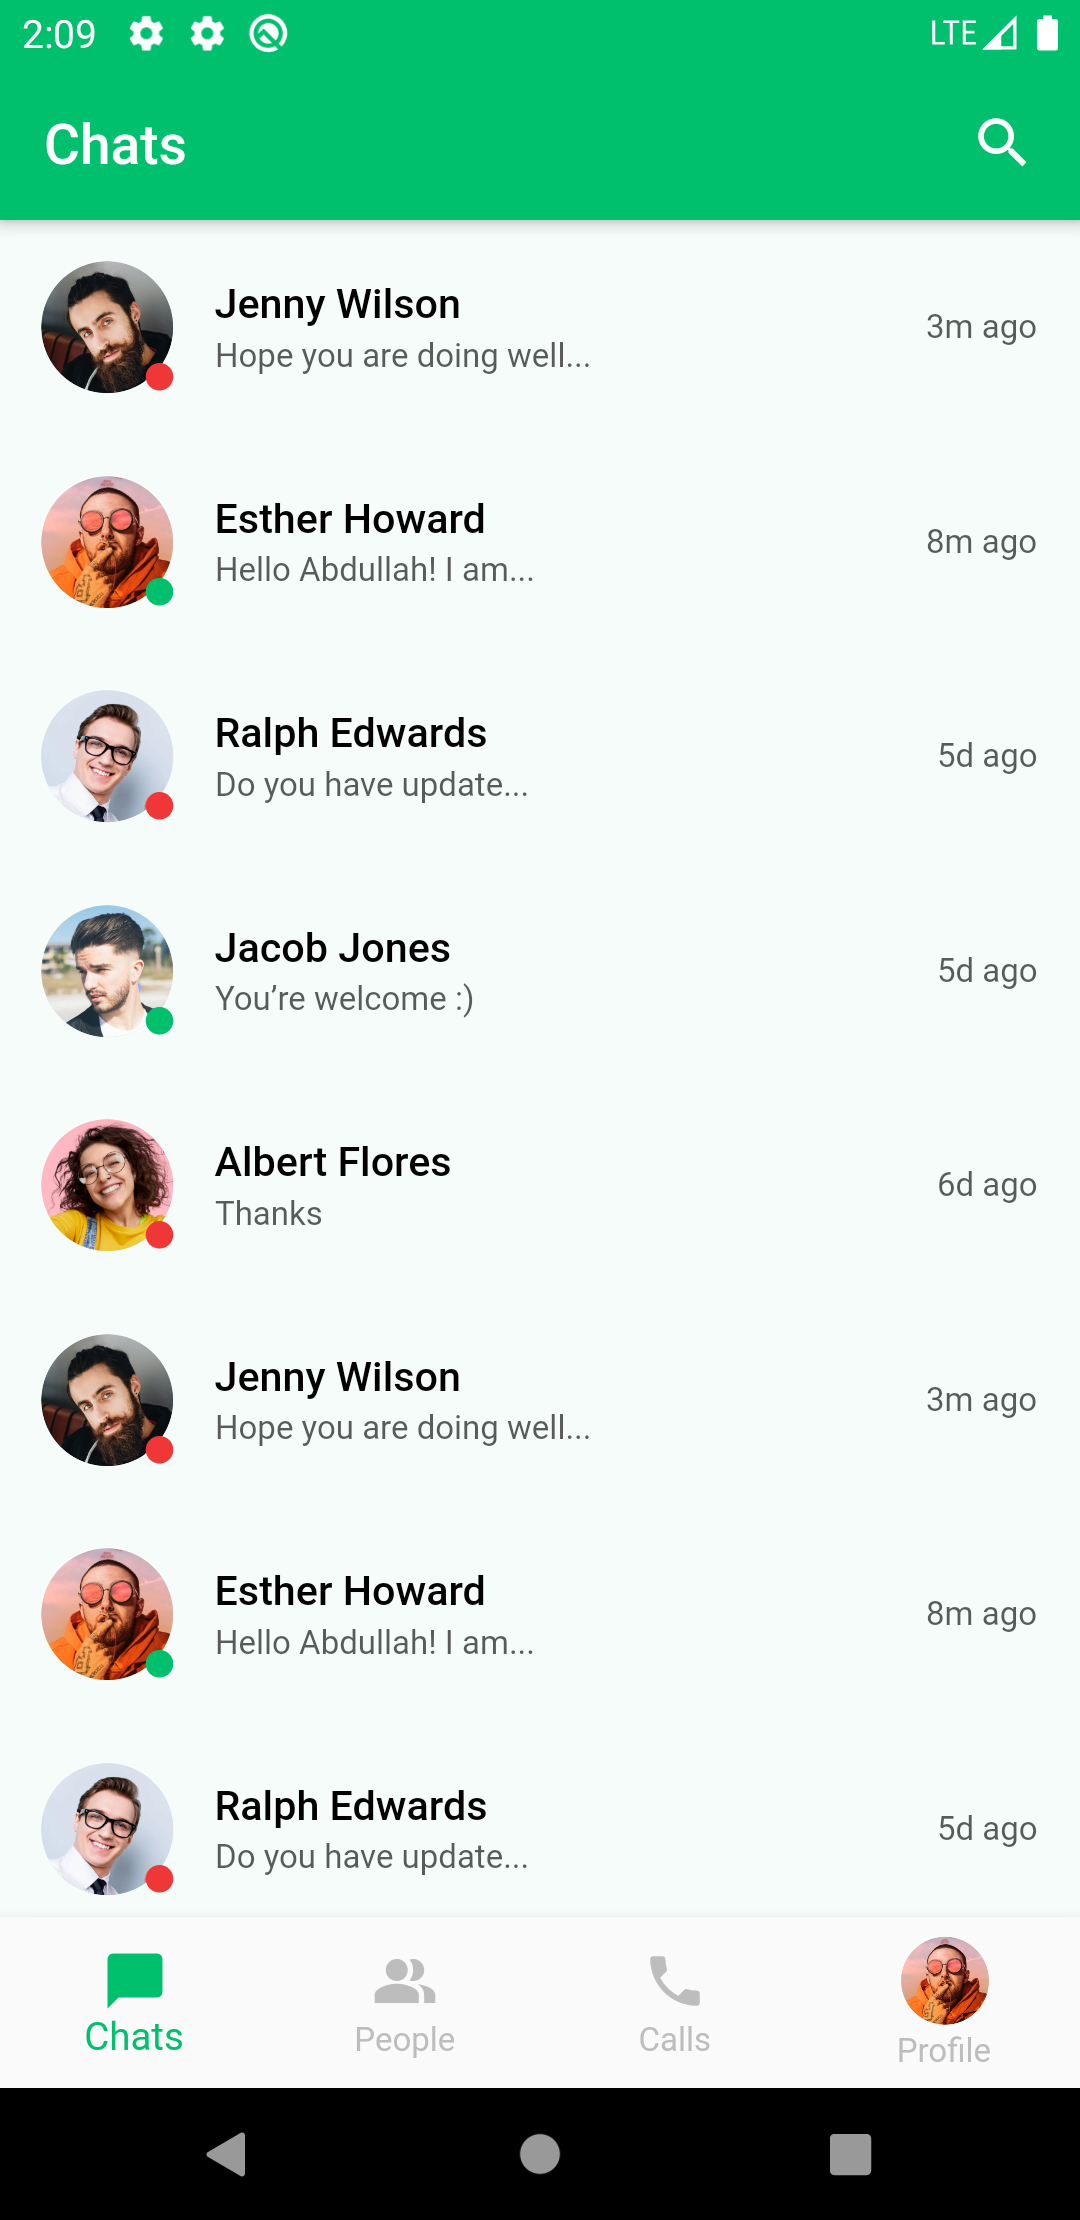 2:09
LTE
Chats
Jenny Wilson
Hope you are doing well...
3m ago
Esther Howard
Hello Abdullah! I am...
8m ago
Ralph Edwards
Do you have update...
5d ago
Jacob Jones
You’re welcome :)
5d ago
Albert Flores
Thanks
6d ago
Jenny Wilson
Hope you are doing well...
3m ago
Esther Howard
Hello Abdullah! I am...
8m ago
Ralph Edwards
Do you have update...
5d ago
Chats
People
Calls
Profile